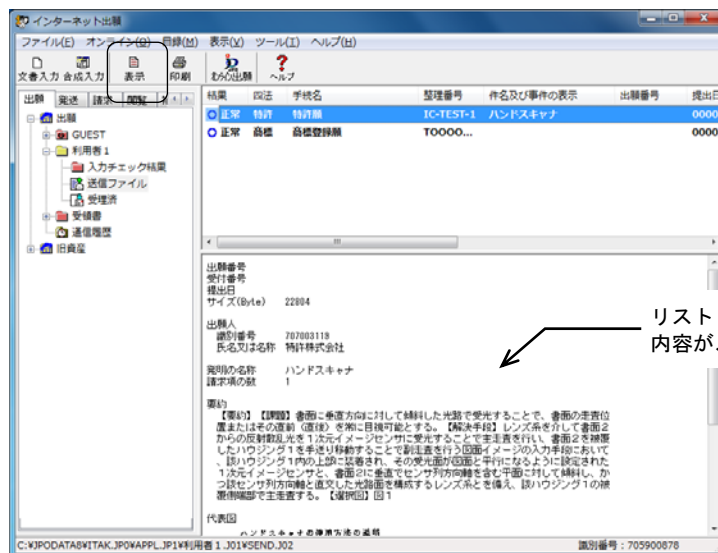 インターネット出願
ファイル(E) オンライン(O) 目録(M) 表示(V) ツール(I) ヘルプ(H)
文書入力 合成入力 表示 印刷 むらの出願 ヘルプ
出願 発送 請求 閲覧
出願
GUEST
利用者1
入力チェック結果
送信ファイル
受理済
受領書
通信履歴
旧資産
結果 四法 手続名 整理番号 件名及び事件の表示 出願番号 提出日
正常 特許 特許願 IC-TEST-1 ハンドスキャナ 0000
正常 商標 商標登録願 TOOOO... 0000
出願番号
受付番号
提出日
サイズ(Byte) 22804
出願人
識別番号 707003119
氏名又は名称 特許株式会社
発明の名称 ハンドスキャナ
請求項の数 1
要約
【要約】【課題】書面に垂直方向に対して傾斜した光路で受光することで、書面の走査位
置またはその直前(直後)を常に目視可能とする。【解決手段】レンズ系を介して書面2
からの反射散乱光を1次元イメージセンサに受光することで主走査を行い、書面2を被覆
したハウジング1を手送り移動することで副走査を行う図面イメージの入力手段において
、該ハウジング1内の上部に装着され、その受光面が図面と平行になるように設定された
1次元イメージセンサと、書面2に垂直でセンサ列方向軸を含む平面に対して傾斜し、か
つ該センサ列方向軸と直交した光路面を構成するレンズ系とを備え、該ハウジング1の被
覆側端部で主走査する。【選択図】図1
代表図
ハンドスキャナの使用方法の説明
リスト
内容が
C:¥JPODATA8¥ITAK.JP0¥APPL.JP1¥利用者1.J01¥SEND.J02 識別番号:705900878